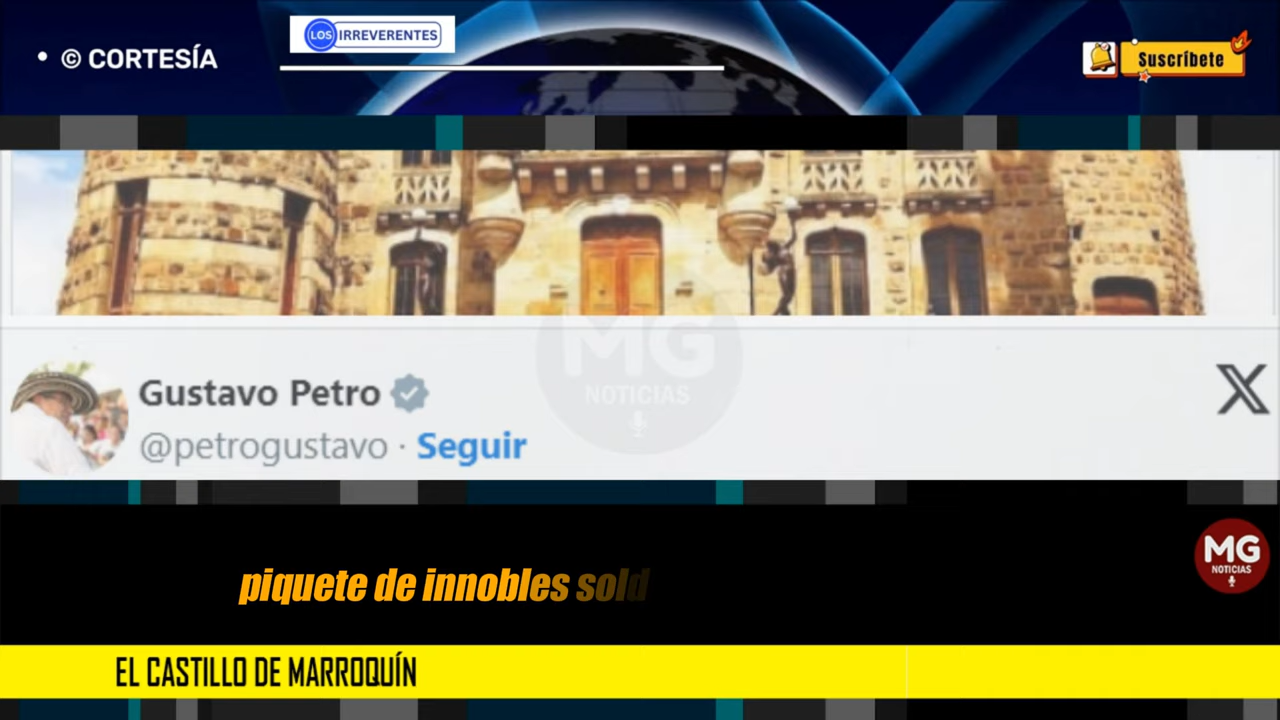 • © CORTESÍA
LOS IRREVERENTES
Suscríbete
MG
NOTICIAS
Gustavo Petro
@petrogustavo · Seguir
piquete de innobles sold
MG
NOTICIAS
EL CASTILLO DE MARROQUÍN